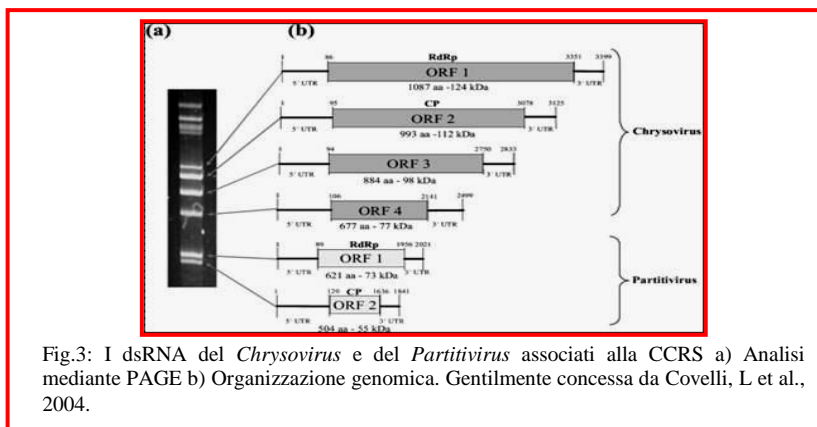 (a) (b)
1 86 RdRp 3351 3399
ORF 1
5' UTR 3' UTR
1087 aa -124 kDa
1 95 CP 3078 3125
ORF 2
5' UTR 3' UTR
993 aa -112 kDa
Chrysovirus
1 94 2750 2833
ORF 3
5' UTR 3' UTR
884 aa - 98 kDa
1 106 2141 2499
ORF 4
5' UTR 3' UTR
677 aa - 77 kDa
1 89 RdRp 1956 2021
ORF 1
5' UTR 3' UTR
621 aa - 73 kDa
Partitivirus
1 120 CP 1636 1841
ORF 2
5' UTR 3' UTR
504 aa - 55 kDa
Fig.3: I dsRNA del Chrysovirus e del Partitivirus associati alla CCRS a) Analisi
mediante PAGE b) Organizzazione genomica. Gentilmente concessa da Covelli, L et al.,
2004.